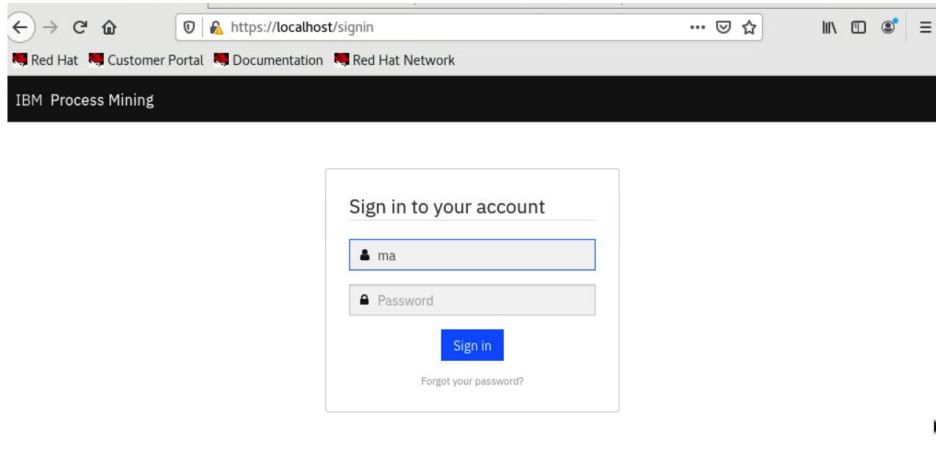 https://localhost/signin
Red Hat Customer Portal Documentation Red Hat Network
IBM Process Mining
Sign in to your account
ma
Password
Sign in
Forgot your password?